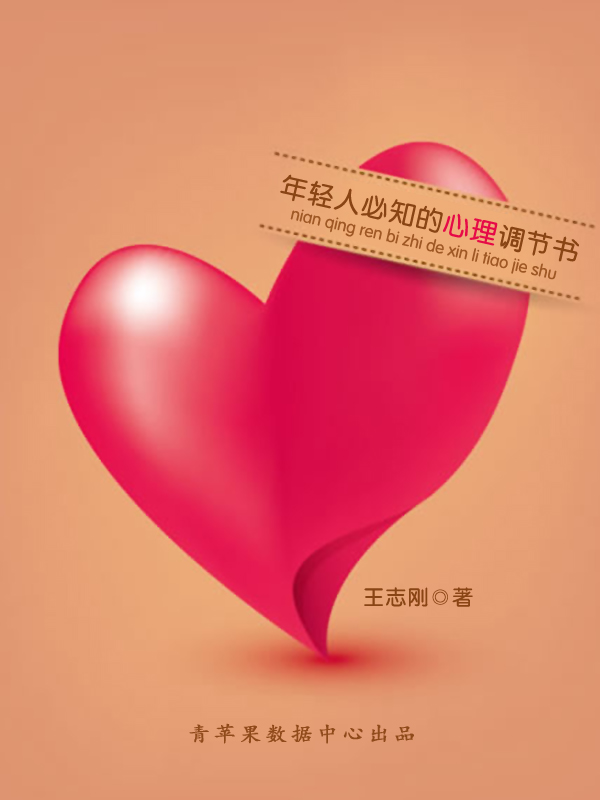 年轻人必知的心理调节书
nian qing ren bi zhi de xin li tiao jie shu
王志刚◎著
青苹果数据中心出品